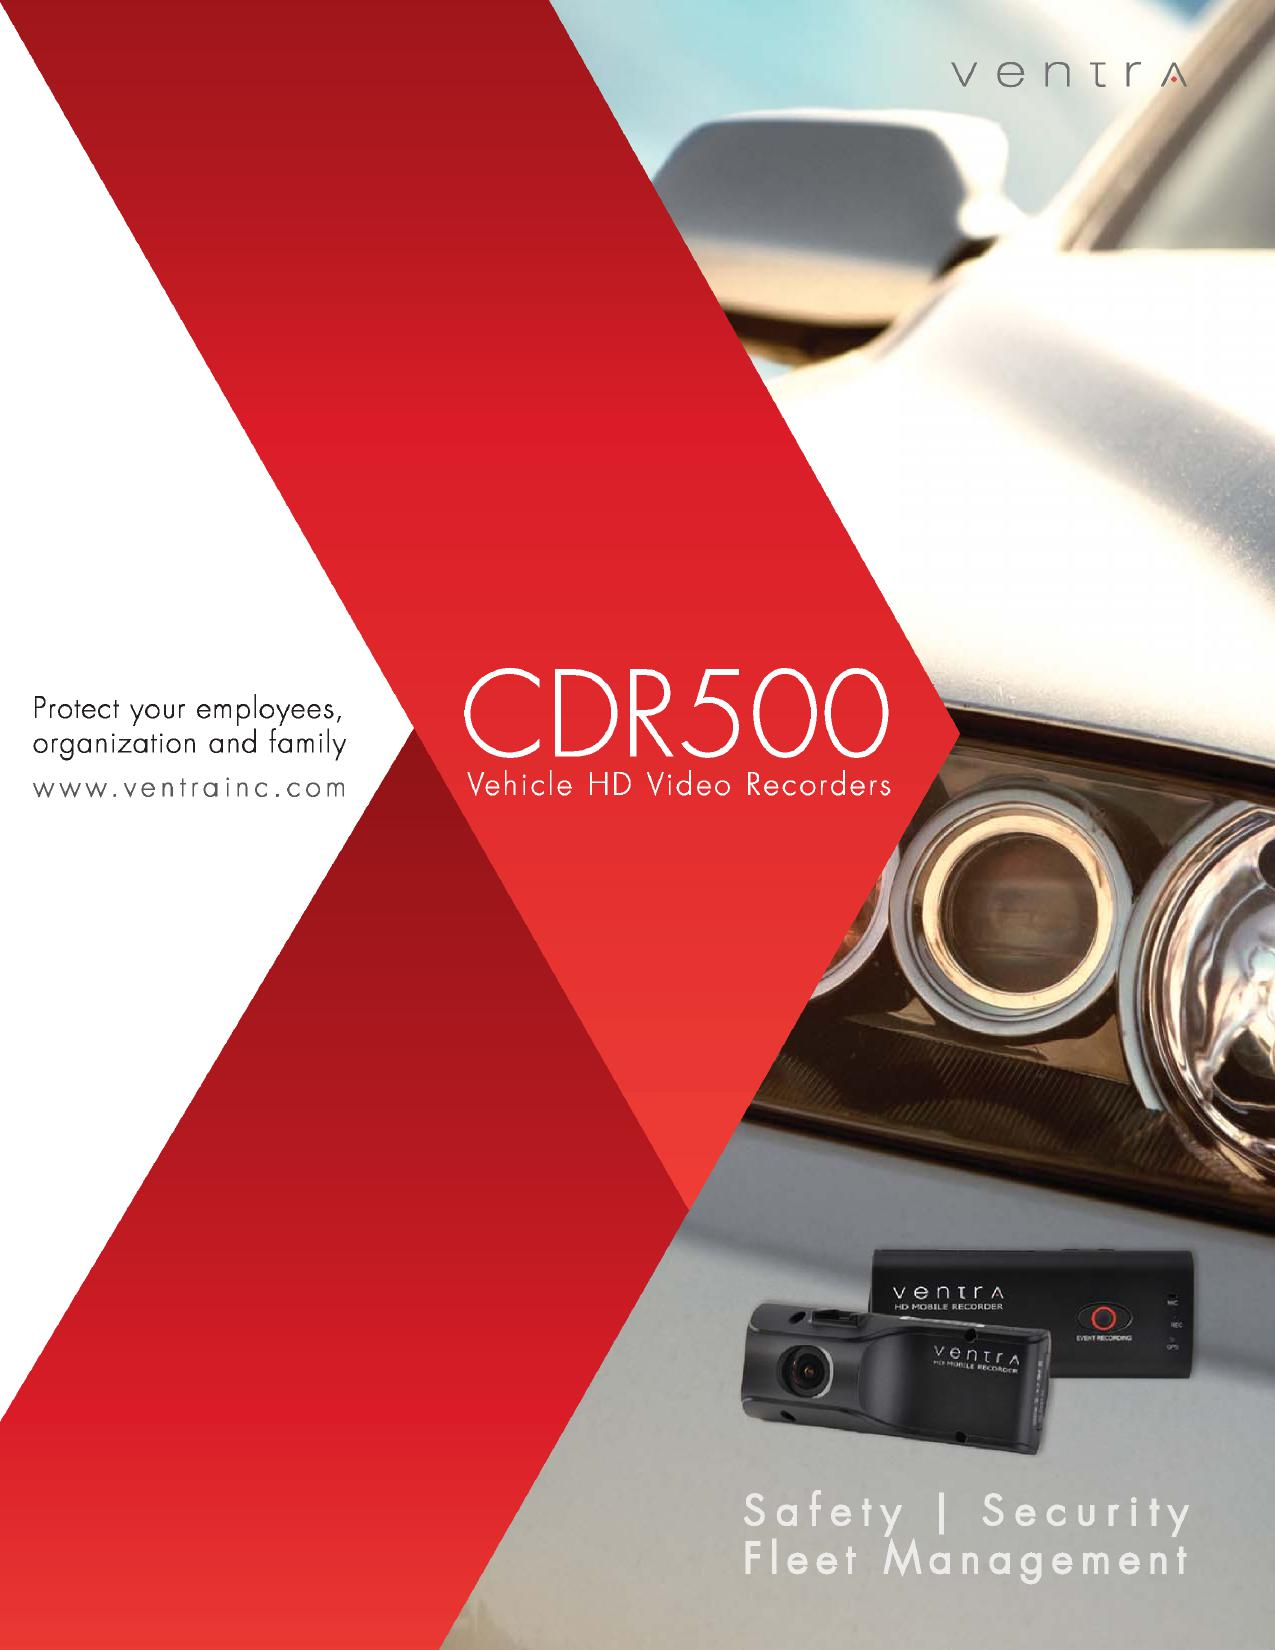 ventra
Protect your employees,
organization and family
www.ventrainc.com
CDR500
Vehicle HD Video Recorders
ventra
HD MOBILE RECORDER
EVENT RECORDING
MIC
REC
GPS
ventra
HD MOBILE RECORDER
Safety | Security
Fleet Management